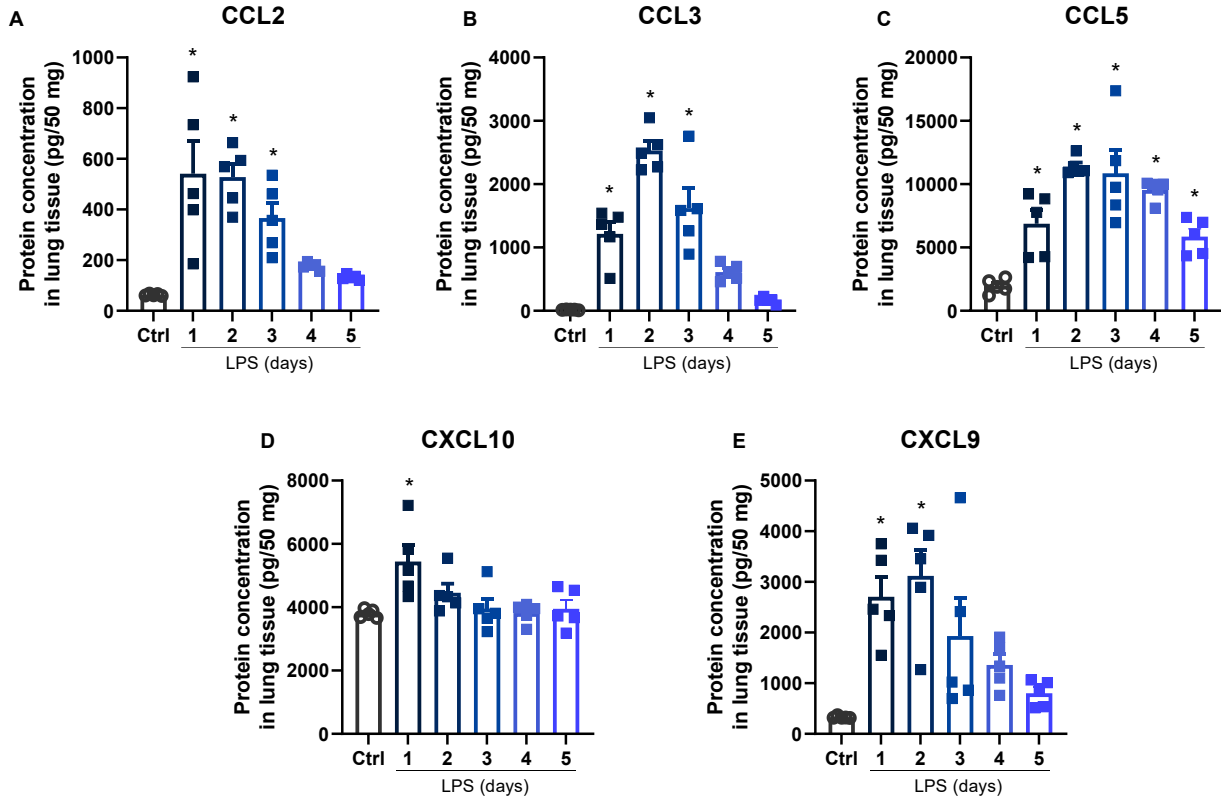 A
CCL2
Protein concentration
in lung tissue (pg/50 mg)
1000
800
600
400
200
0
*
*
*
Ctrl 1 2 3 4 5
LPS (days)
B
CCL3
Protein concentration
in lung tissue (pg/50 mg)
4000
3000
2000
1000
0
*
*
*
Ctrl 1 2 3 4 5
LPS (days)
C
CCL5
Protein concentration
in lung tissue (pg/50 mg)
20000
15000
10000
5000
0
*
*
*
*
*
Ctrl 1 2 3 4 5
LPS (days)
D
CXCL10
Protein concentration
in lung tissue (pg/50 mg)
8000
6000
4000
2000
0
*
Ctrl 1 2 3 4 5
LPS (days)
E
CXCL9
Protein concentration
in lung tissue (pg/50 mg)
5000
4000
3000
2000
1000
0
*
*
Ctrl 1 2 3 4 5
LPS (days)